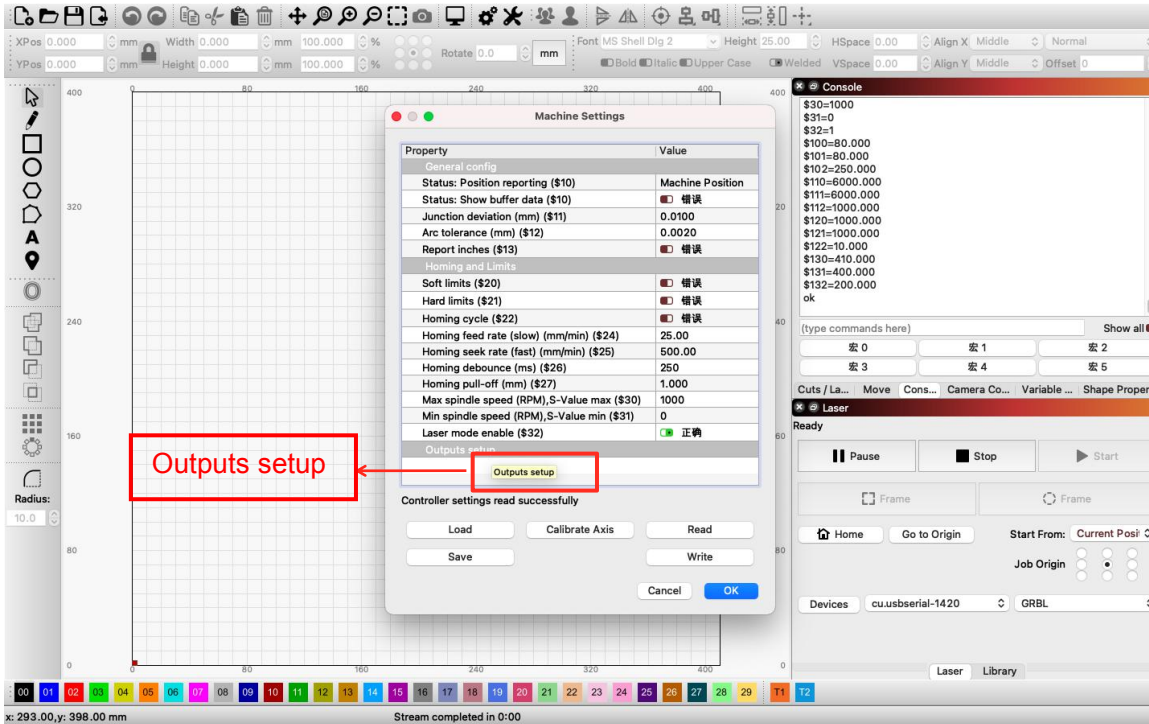 XPos 0.000 mm Width 0.000 mm 100.000 % Rotate 0.0 mm Font MS Shell Dlg 2 Height 25.00 HSpace 0.00 Align X Middle Normal
YPos 0.000 mm Height 0.000 mm 100.000 % Bold Italic Upper Case Welded VSpace 0.00 Align Y Middle Offset 0
400 0 80 160 240 320 400 400
320
240
160
80
0
A
Radius:
10.0
Machine Settings
Property Value
General config
Status: Position reporting ($10) Machine Position
Status: Show buffer data ($10) 错误
Junction deviation (mm) ($11) 0.0100
Arc tolerance (mm) ($12) 0.0020
Report inches ($13) 错误
Homing and Limits
Soft limits ($20) 错误
Hard limits ($21) 错误
Homing cycle ($22) 错误
Homing feed rate (slow) (mm/min) ($24) 25.00
Homing seek rate (fast) (mm/min) ($25) 500.00
Homing debounce (ms) ($26) 250
Homing pull-off (mm) ($27) 1.000
Max spindle speed (RPM),S-Value max ($30) 1000
Min spindle speed (RPM),S-Value min ($31) 0
Laser mode enable ($32) 正确
Outputs setup
Outputs setup
Outputs setup
Controller settings read successfully
Load Calibrate Axis Read
Save Write
Cancel OK
20
40
60
80
0
0 80 160 240 320 400
Console
$30=1000
$31=0
$32=1
$100=80.000
$101=80.000
$102=250.000
$110=6000.000
$111=6000.000
$112=1000.000
$120=1000.000
$121=1000.000
$122=10.000
$130=410.000
$131=400.000
$132=200.000
ok
(type commands here) Show all
宏 0 宏 1 宏 2
宏 3 宏 4 宏 5
Cuts / La... Move Cons... Camera Co... Variable ... Shape Proper
Laser
Ready
Pause Stop Start
Frame Frame
Home Go to Origin Start From: Current Posit
Job Origin
Devices cu.usbserial-1420 GRBL
Laser Library
00 01 02 03 04 05 06 07 08 09 10 11 12 13 14 15 16 17 18 19 20 21 22 23 24 25 26 27 28 29 T1 T2
x: 293.00,y: 398.00 mm Stream completed in 0:00